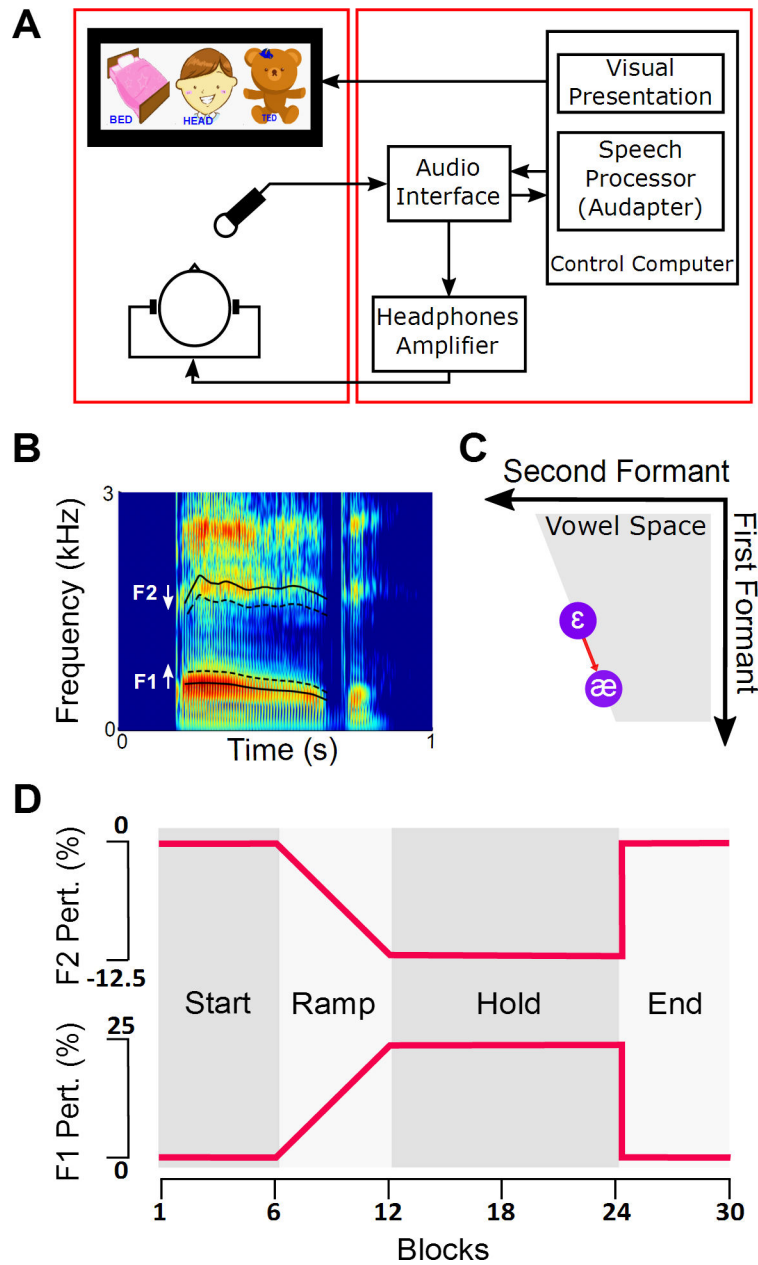 A
BED
HEAD
TED
Visual
Presentation
Audio
Interface
Speech
Processor
(Audapter)
Control Computer
Headphones
Amplifier
B
3
Frequency (kHz)
F2
F1
0
0
Time (s)
1
C
Second Formant
Vowel Space
First Formant
ε
æ
D
0
F2 Pert. (%)
-12.5
Start
Ramp
Hold
End
25
F1 Pert. (%)
0
1
6
12
18
24
30
Blocks